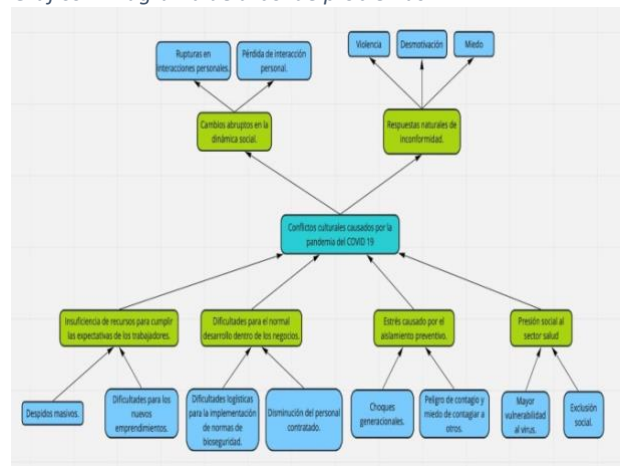 Violencia
Desmotivación
Miedo
Rupturas en
interacciones personales.
Pérdida de interacción
personal.
Cambios abruptos en la
dinámica social.
Respuestas naturales de
inconformidad.
Conflictos culturales causados por la
pandemia del COVID 19
Insuficiencia de recursos para cumplir
las expectativas de los trabajadores.
Dificultades para el normal
desarrollo dentro de los negocios.
Estrés causado por el
aislamiento preventivo.
Presión social al
sector salud
Despidos masivos.
Dificultades para los
nuevos
emprendimientos.
Dificultades logísticas
para la implementación
de normas de
bioseguridad.
Disminución del personal
contratado.
Choques
generacionales.
Peligro de contagio y
miedo de contagiar a
otros.
Mayor
vulnerabilidad
al virus.
Exclusión
social.